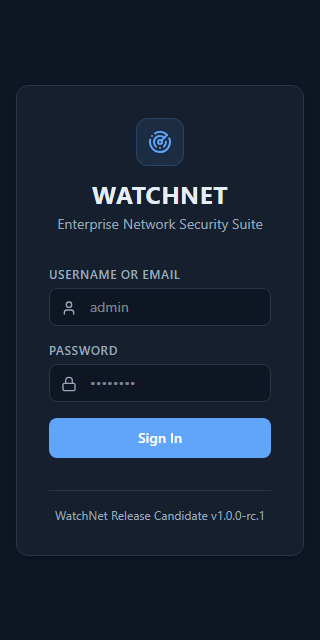 WATCHNET
Enterprise Network Security Suite
USERNAME OR EMAIL
admin
PASSWORD
••••••••
Sign In
WatchNet Release Candidate v1.0.0-rc.1